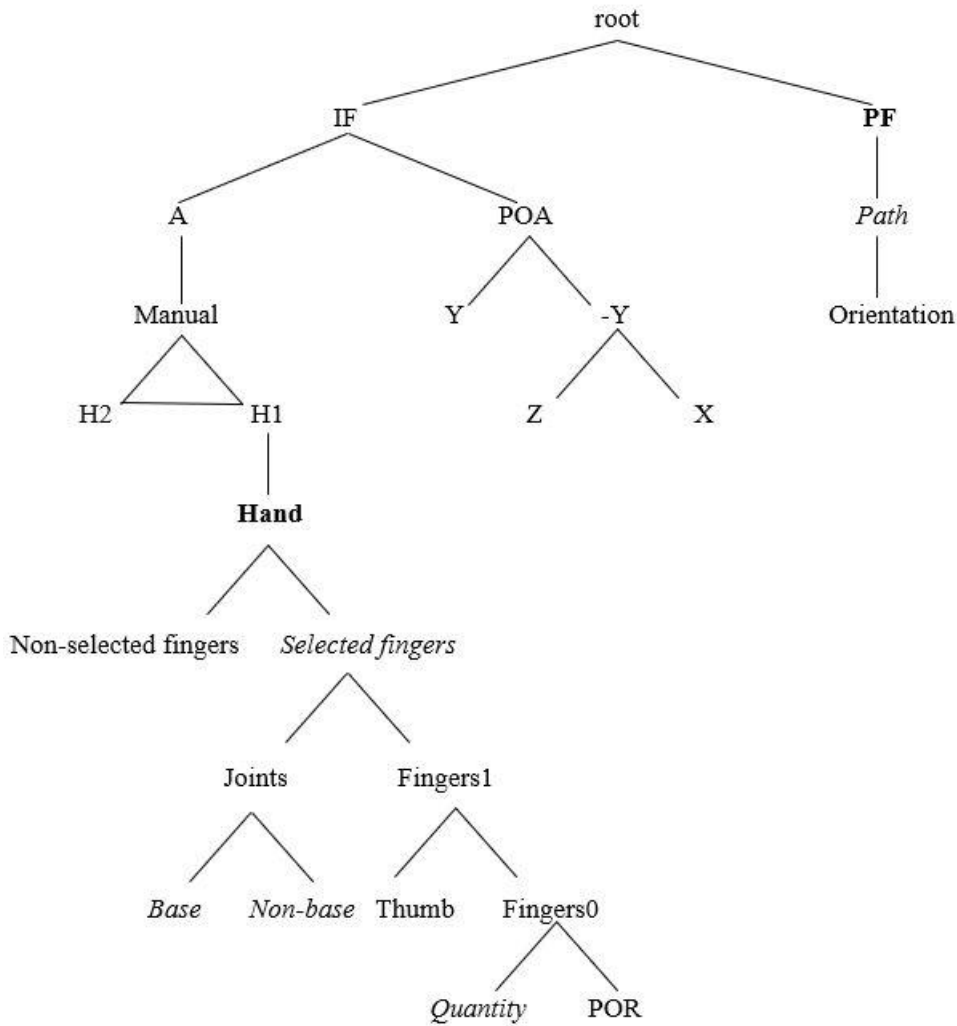 root
IF PF
A POA Path
Manual Y -Y Orientation
H2 H1 Z X
Hand
Non-selected fingers Selected fingers
Joints Fingers1
Base Non-base Thumb Fingers0
Quantity POR